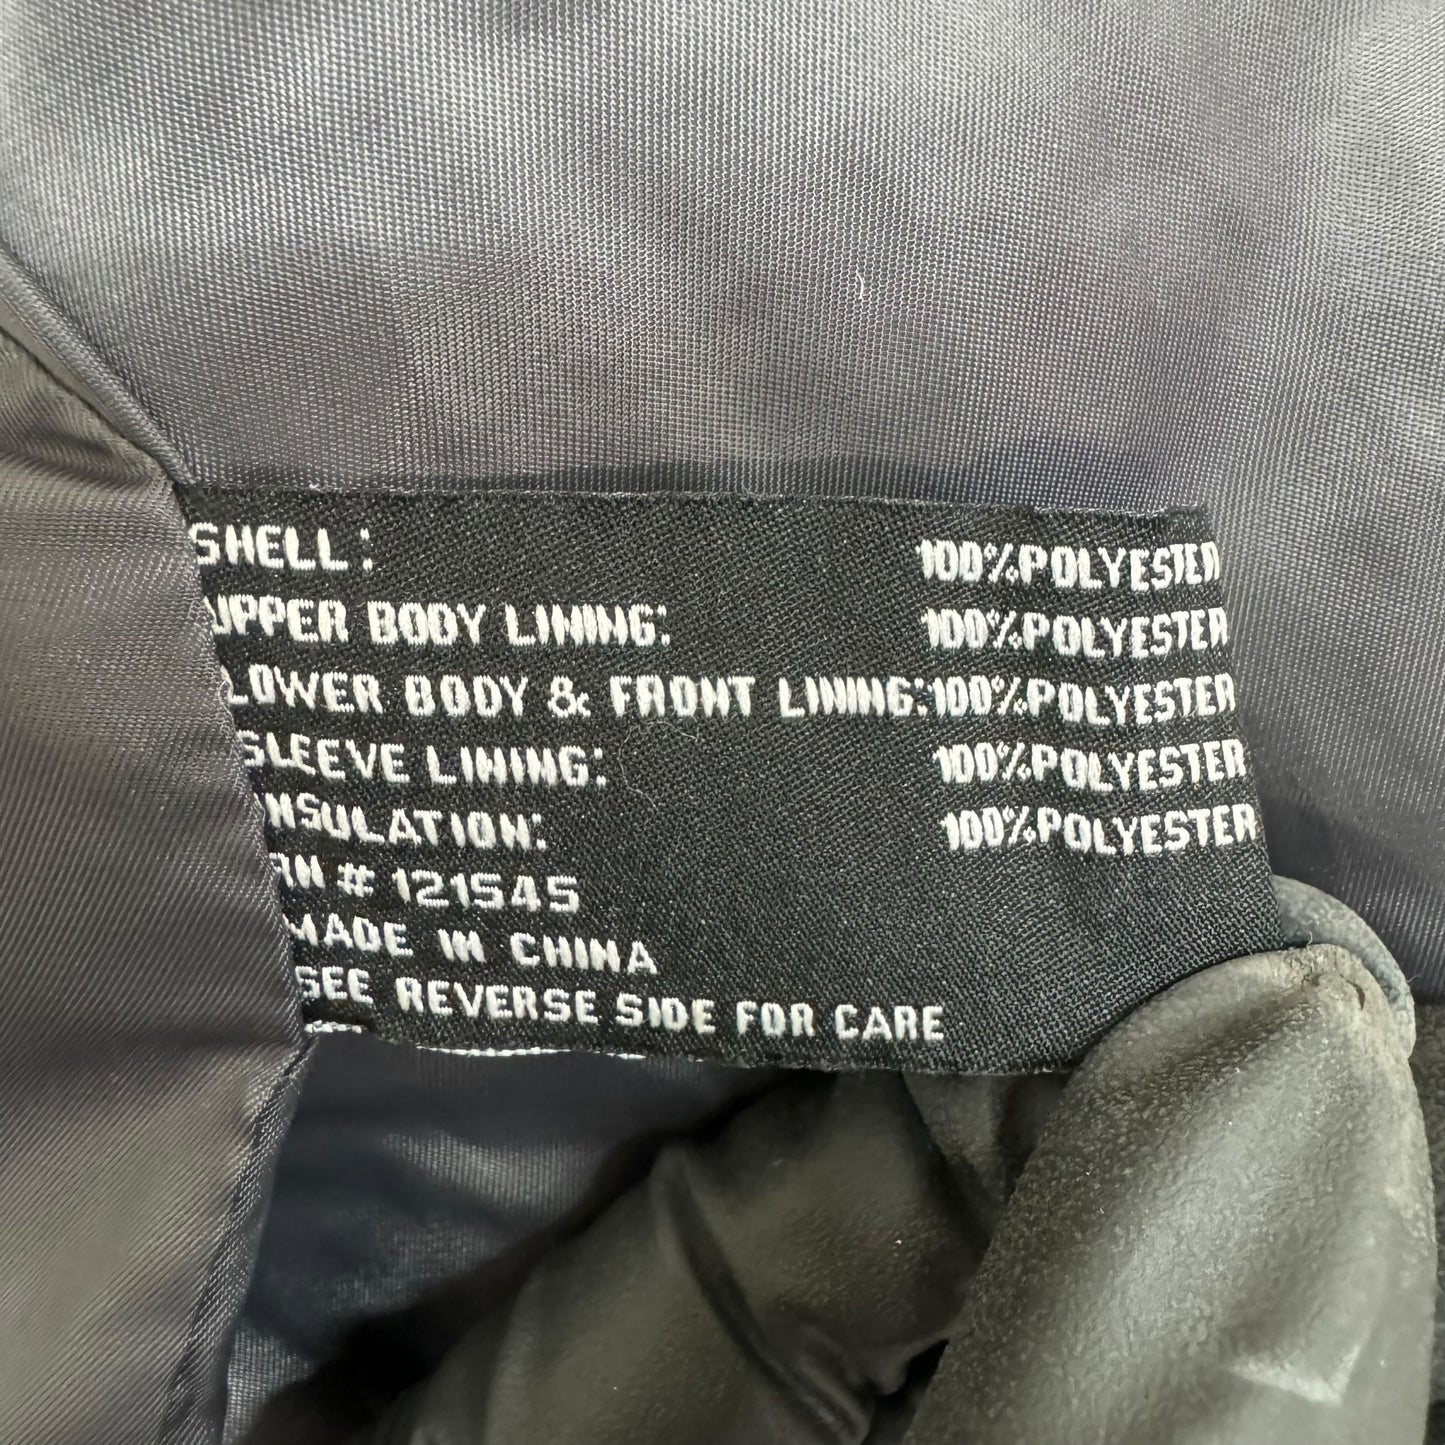 SHELL: 100%POLYESTER
UPPER BODY LINING: 100%POLYESTER
LOWER BODY & FRONT LINING:100%POLYESTER
SLEEVE LINING: 100%POLYESTER
INSULATION: 100%POLYESTER
RN # 121545
MADE IN CHINA
SEE REVERSE SIDE FOR CARE